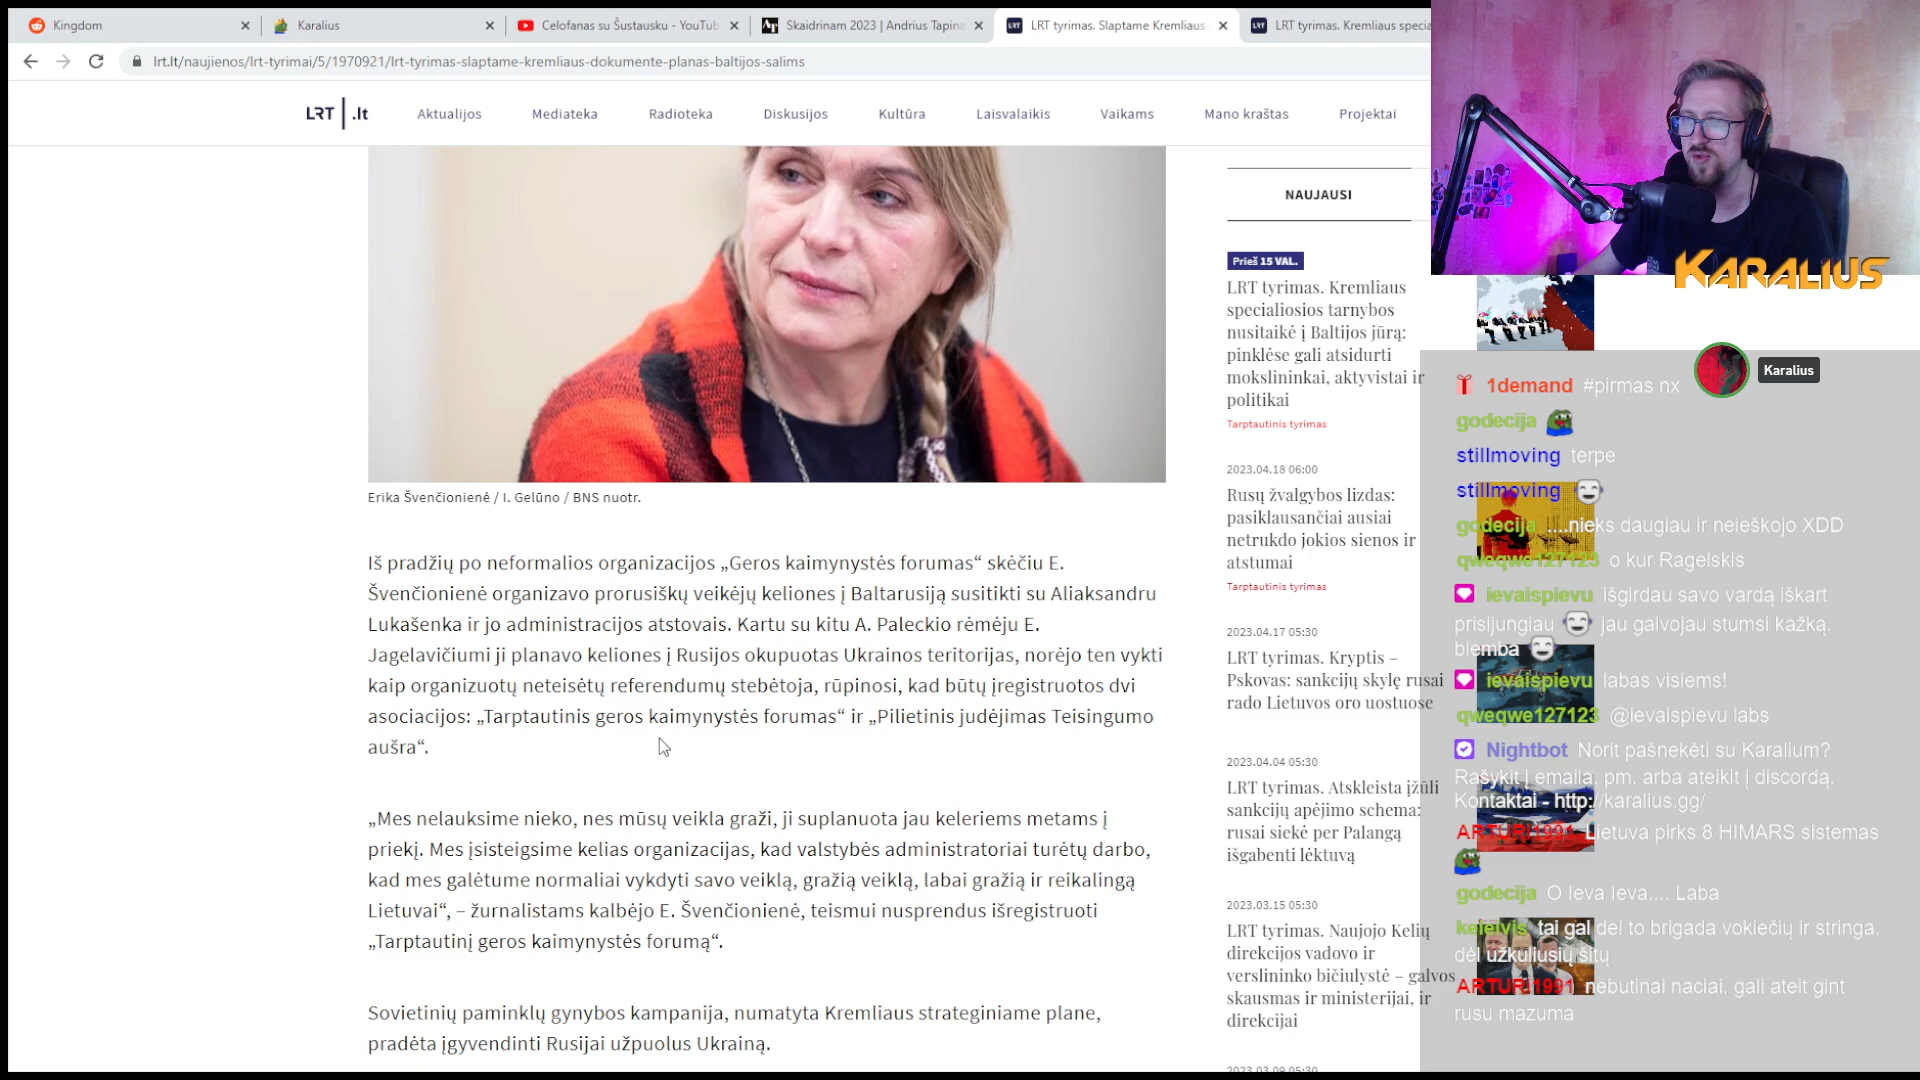 Kingdom
Karalius
Celofanas su Šustausku - YouTub
Skaidrinam 2023 | Andrius Tapina
LRT tyrimas. Slaptame Kremliaus
LRT tyrimas. Kremliaus specia
lrt.lt/naujienos/lrt-tyrimai/5/1970921/lrt-tyrimas-slaptame-kremliaus-dokumente-planas-baltijos-salims
LRT .lt
Aktualijos
Mediateka
Radioteka
Diskusijos
Kultūra
Laisvalaikis
Vaikams
Mano kraštas
Projektai
Erika Švenčionienė / I. Gelūno / BNS nuotr.
Iš pradžių po neformalios organizacijos „Geros kaimynystės forumas“ skėčiu E.
Švenčionienė organizavo prorusiškų veikėjų keliones į Baltarusiją susitikti su Aliaksandru
Lukašenka ir jo administracijos atstovais. Kartu su kitu A. Paleckio rėmėju E.
Jagelavičiumi ji planavo keliones į Rusijos okupuotas Ukrainos teritorijas, norėjo ten vykti
kaip organizuotų neteisėtų referendumų stebėtoja, rūpinosi, kad būtų įregistruotos dvi
asociacijos: „Tarptautinis geros kaimynystės forumas“ ir „Pilietinis judėjimas Teisingumo
aušra“.
„Mes nelauksime nieko, nes mūsų veikla graži, ji suplanuota jau keleriems metams į
priekį. Mes įsisteigsime kelias organizacijas, kad valstybės administratoriai turėtų darbo,
kad mes galėtume normaliai vykdyti savo veiklą, gražią veiklą, labai gražią ir reikalingą
Lietuvai“, – žurnalistams kalbėjo E. Švenčionienė, teismui nusprendus išregistruoti
„Tarptautinį geros kaimynystės forumą“.
Sovietinių paminklų gynybos kampanija, numatyta Kremliaus strateginiame plane,
pradėta įgyvendinti Rusijai užpuolus Ukrainą.
NAUJAUSI
Prieš 15 VAL.
LRT tyrimas. Kremliaus
specialiosios tarnybos
nusitaikė į Baltijos jūrą:
pinklėse gali atsidurti
mokslininkai, aktyvistai ir
politikai
Tarptautinis tyrimas
2023.04.18 06:00
Rusų žvalgybos lizdas:
pasiklausančiai ausiai
netrukdo jokios sienos ir
atstumai
Tarptautinis tyrimas
2023.04.17 05:30
LRT tyrimas. Kryptis –
Pskovas: sankcijų skylę rusai
rado Lietuvos oro uostuose
2023.04.04 05:30
LRT tyrimas. Atskleista įžūli
sankcijų apėjimo schema:
rusai siekė per Palangą
išgabenti lėktuvą
2023.03.15 05:30
LRT tyrimas. Naujojo Kelių
direkcijos vadovo ir
verslininko bičiulystė – galvos
skausmas ir ministerijai, ir
direkcijai
2023.03.09 05:30
KARALIUS
Karalius
1demand #pirmas nx
godecija
stillmoving terpe
stillmoving
godecija ....nieks daugiau ir neieškojo XDD
qweqwe127123 o kur Ragelskis
ievaispievu Išgirdau savo vardą iškart
prisijungiau jau galvojau stumsi kažką,
blemba
ievaispievu labas visiems!
qweqwe127123 @ievaispievu labs
Nightbot Norit pašnekėti su Karalium?
Rašykit į emailą, pm. arba ateikit į discordą.
Kontaktai - http://karalius.gg/
ARTURI1991 Lietuva pirks 8 HIMARS sistemas
godecija O Ieva Ieva.... Laba
keleivis tai gal del to brigada vokiečių ir stringa,
dėl užkuliusių šitų
ARTURI1991 nebutinai naciai. gali ateit gint
rusu mazuma